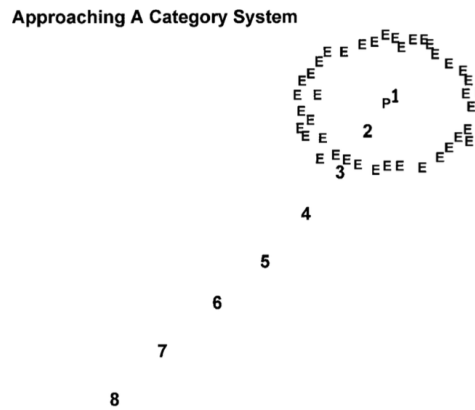 Approaching A Category System
E E E E E E E E E
E E E E
E E E
E E E
E E P 1 E
E E
E 2 E
E E E E E
E E E E
E E E E E E E E
3
4
5
6
7
8